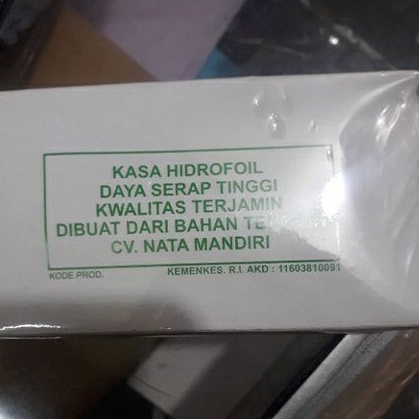 KASA HIDROFOIL
DAYA SERAP TINGGI
KWALITAS TERJAMIN
DIBUAT DARI BAHAN
CV. NATA MANDIRI
KODE PROD.
KEMENKES. R.I. AKD : 11603810091